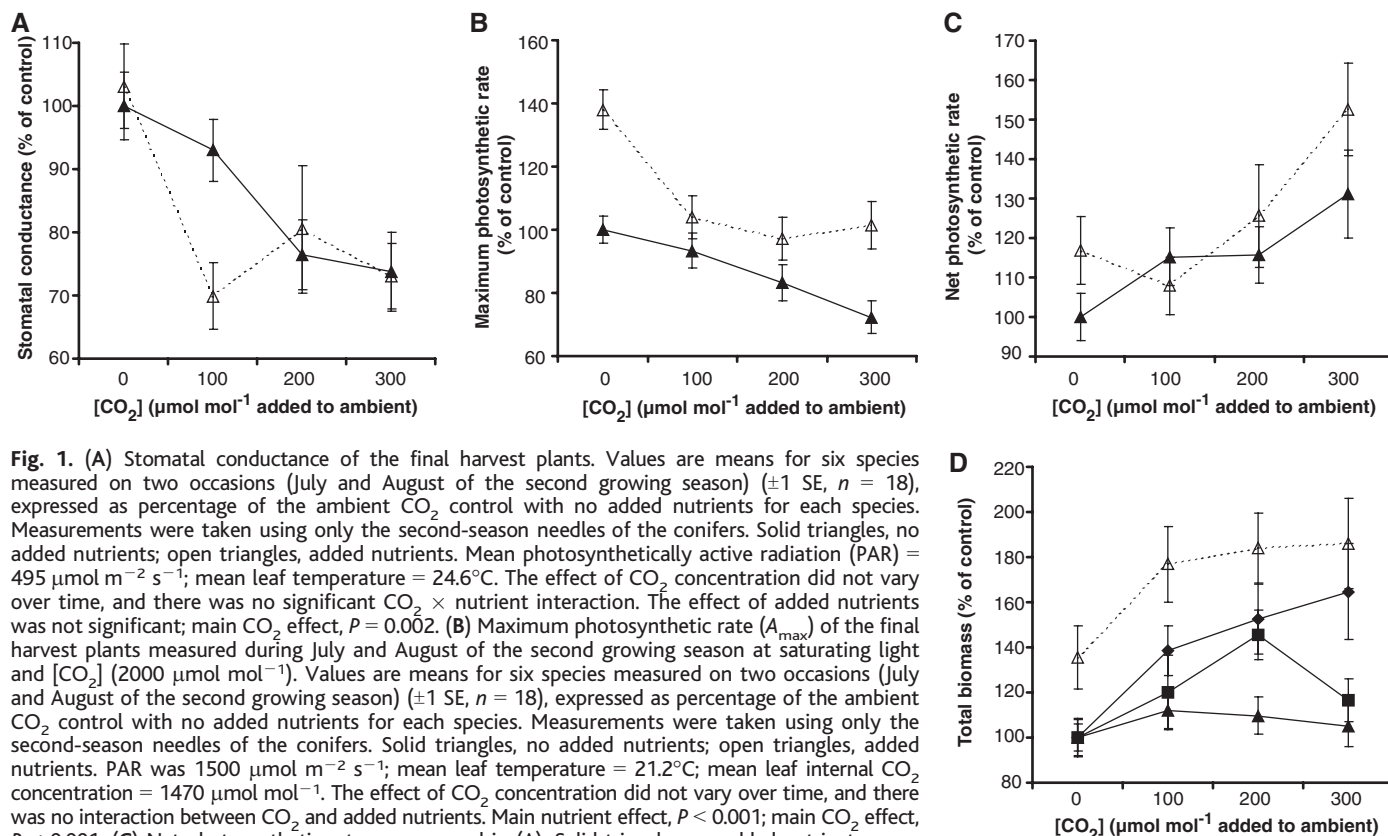 A
Stomatal conductance (% of control)
110
100
90
80
70
60
0 100 200 300
[CO2] (µmol mol−1 added to ambient)
B
Maximum photosynthetic rate
(% of control)
160
140
120
100
80
60
0 100 200 300
[CO2] (µmol mol-1 added to ambient)
C
Net photosynthetic rate
(% of control)
170
160
150
140
130
120
110
100
90
0 100 200 300
[CO2] (µmol mol-1 added to ambient)
Fig. 1. (A) Stomatal conductance of the final harvest plants. Values are means for six species
measured on two occasions (July and August of the second growing season) (±1 SE, n = 18),
expressed as percentage of the ambient CO2 control with no added nutrients for each species.
Measurements were taken using only the second-season needles of the conifers. Solid triangles, no
added nutrients; open triangles, added nutrients. Mean photosynthetically active radiation (PAR) =
495 µmol m−2 s−1; mean leaf temperature = 24.6°C. The effect of CO2 concentration did not vary
over time, and there was no significant CO2 × nutrient interaction. The effect of added nutrients
was not significant; main CO2 effect, P = 0.002. (B) Maximum photosynthetic rate (Amax) of the final
harvest plants measured during July and August of the second growing season at saturating light
and [CO2] (2000 µmol mol−1). Values are means for six species measured on two occasions (July
and August of the second growing season) (±1 SE, n = 18), expressed as percentage of the ambient
CO2 control with no added nutrients for each species. Measurements were taken using only the
second-season needles of the conifers. Solid triangles, no added nutrients; open triangles, added
nutrients. PAR was 1500 µmol m−2 s−1; mean leaf temperature = 21.2°C; mean leaf internal CO2
concentration = 1470 µmol mol−1. The effect of CO2 concentration did not vary over time, and there
was no interaction between CO2 and added nutrients. Main nutrient effect, P < 0.001; main CO2 effect,
D
Total biomass (% of control)
220
200
180
160
140
120
100
80
0 100 200 300
[CO2] (µmol mol-1 added to ambient)